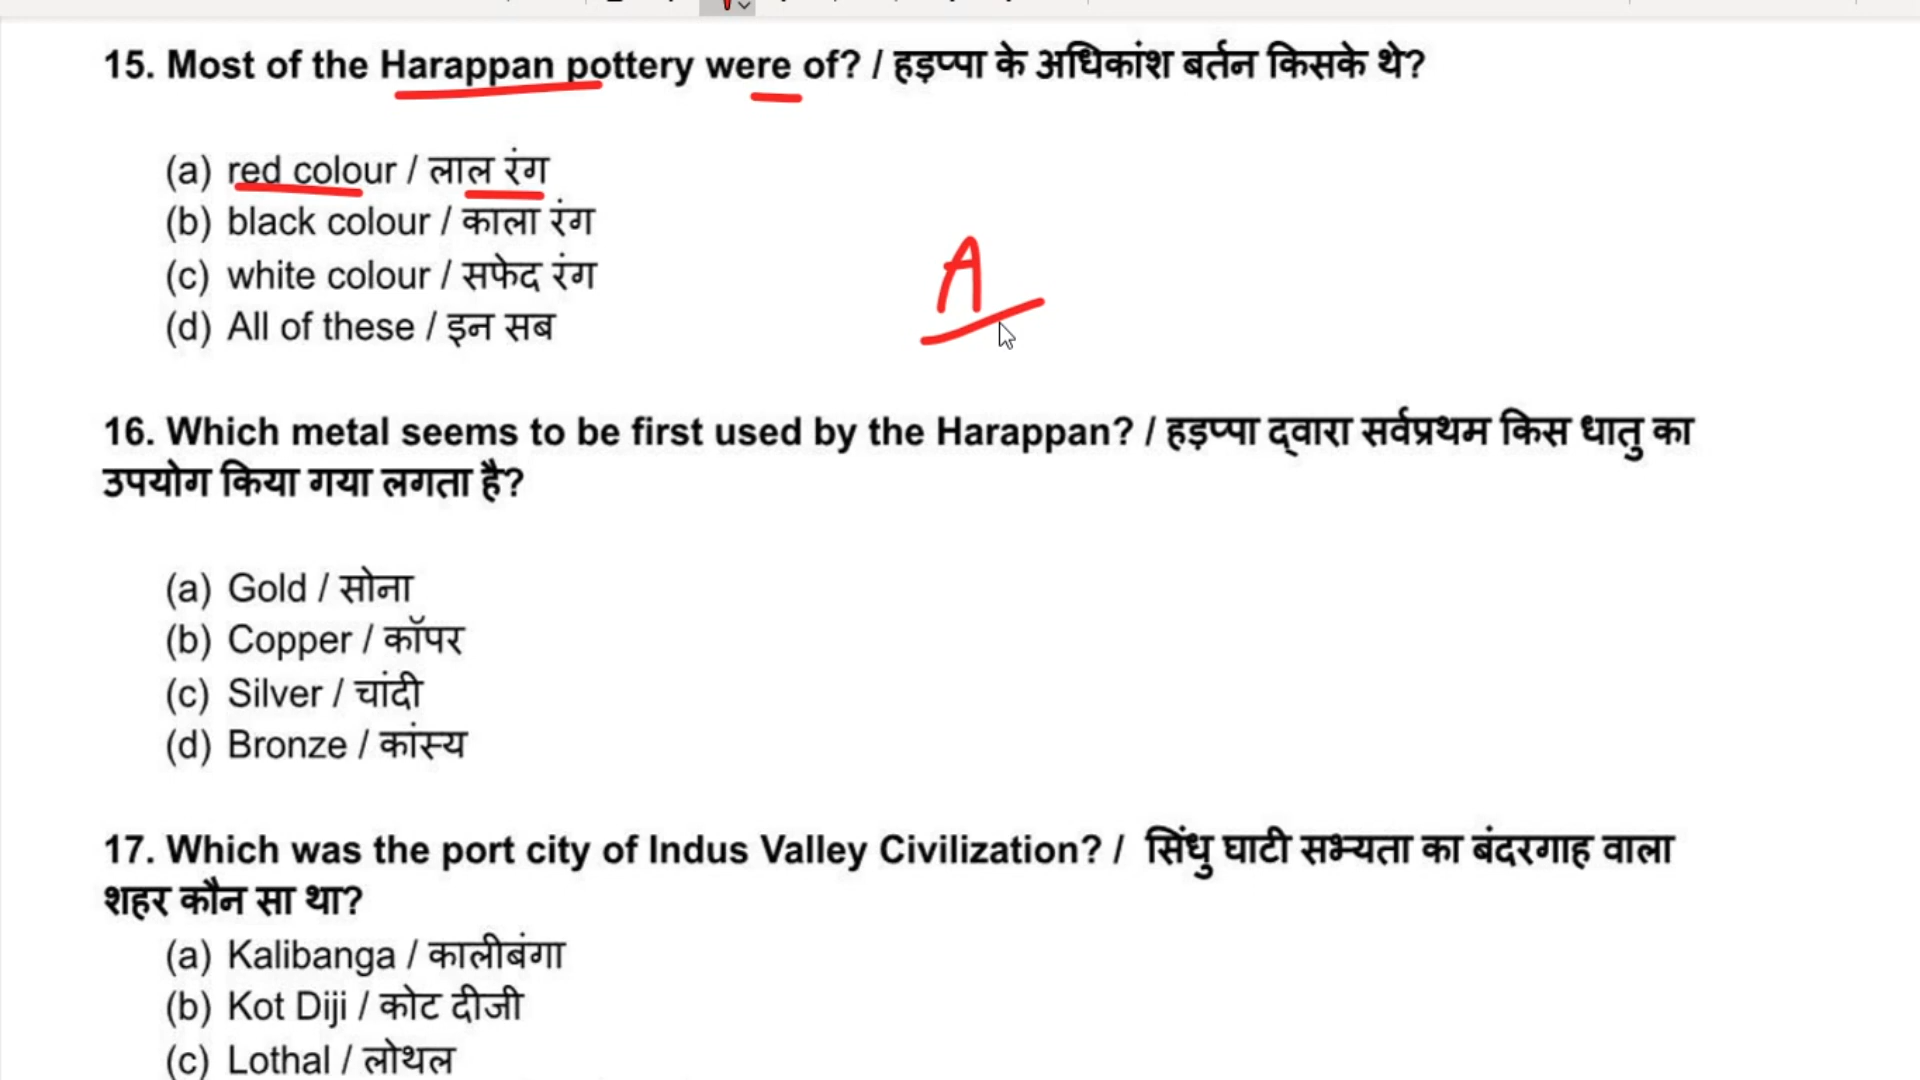 15. Most of the Harappan pottery were of? / हड़प्पा के अधिकांश बर्तन किसके थे?
(a) red colour / लाल रंग
(b) black colour / काला रंग
(c) white colour / सफेद रंग
(d) All of these / इन सब
A
16. Which metal seems to be first used by the Harappan? / हड़प्पा द्वारा सर्वप्रथम किस धातु का
उपयोग किया गया लगता है?
(a) Gold / सोना
(b) Copper / कॉपर
(c) Silver / चांदी
(d) Bronze / कांस्य
17. Which was the port city of Indus Valley Civilization? / सिंधु घाटी सभ्यता का बंदरगाह वाला
शहर कौन सा था?
(a) Kalibanga / कालीबंगा
(b) Kot Diji / कोट दीजी
(c) Lothal / लोथल